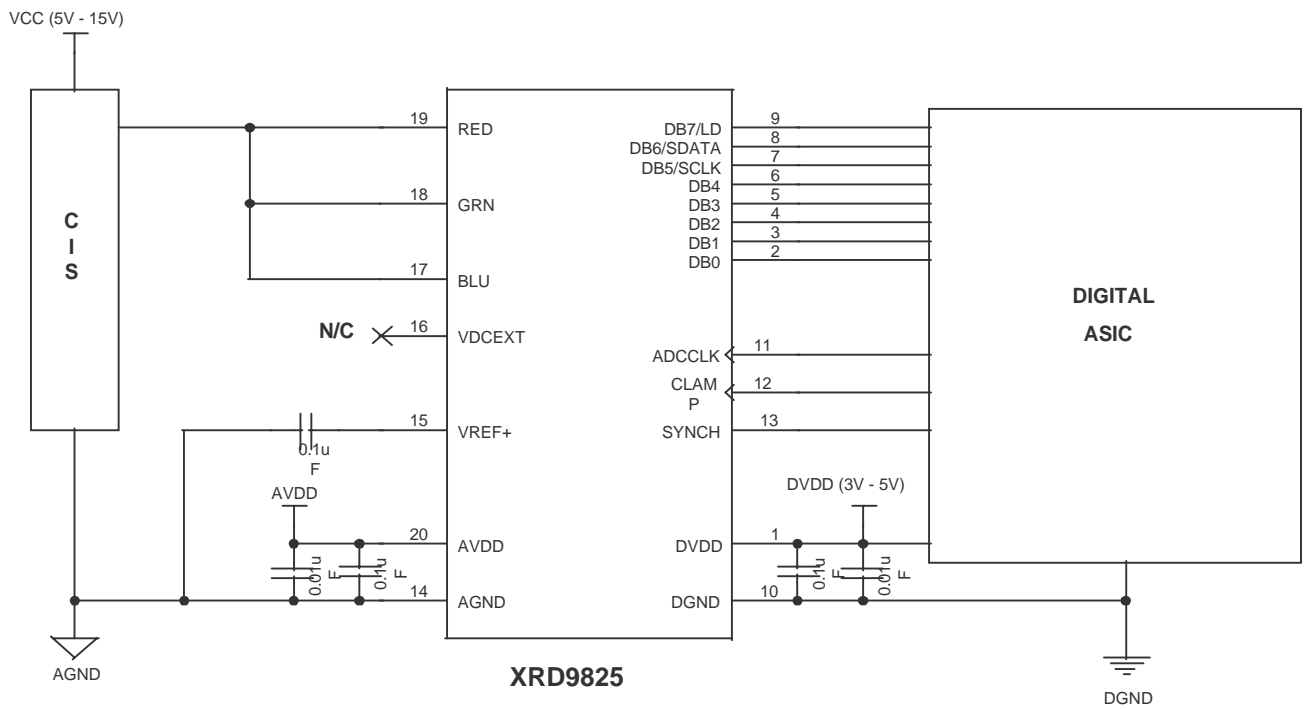 VCC (5V - 15V)
C
I
S
19
RED
18
GRN
17
BLU
N/C
16
VDCEXT
15
VREF+
0.1u
F
AVDD
20
AVDD
0.01u
F
0.1u
F
14
AGND
AGND
DB7/LD
9
DB6/SDATA
8
DB5/SCLK
7
DB4
6
DB3
5
DB2
4
DB1
3
DB0
2
ADCCLK
11
CLAM
P
12
SYNCH
13
DVDD (3V - 5V)
DVDD
1
0.1u
F
0.01u
F
DGND
10
DIGITAL
ASIC
XRD9825
DGND